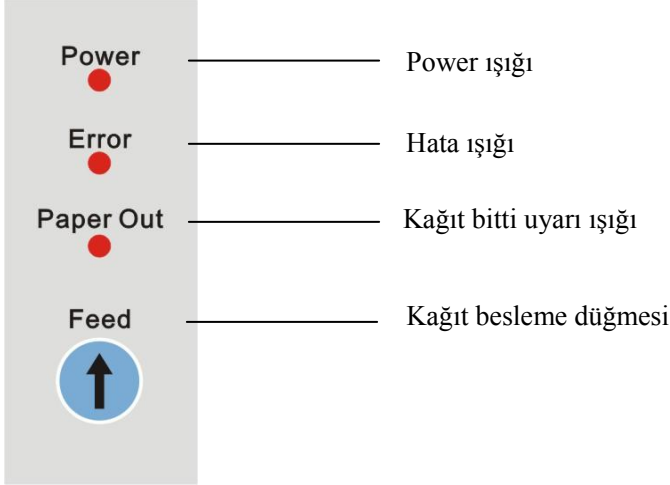 Power
Power ışığı
Error
Hata ışığı
Paper Out
Kağıt bitti uyarı ışığı
Feed
Kağıt besleme düğmesi